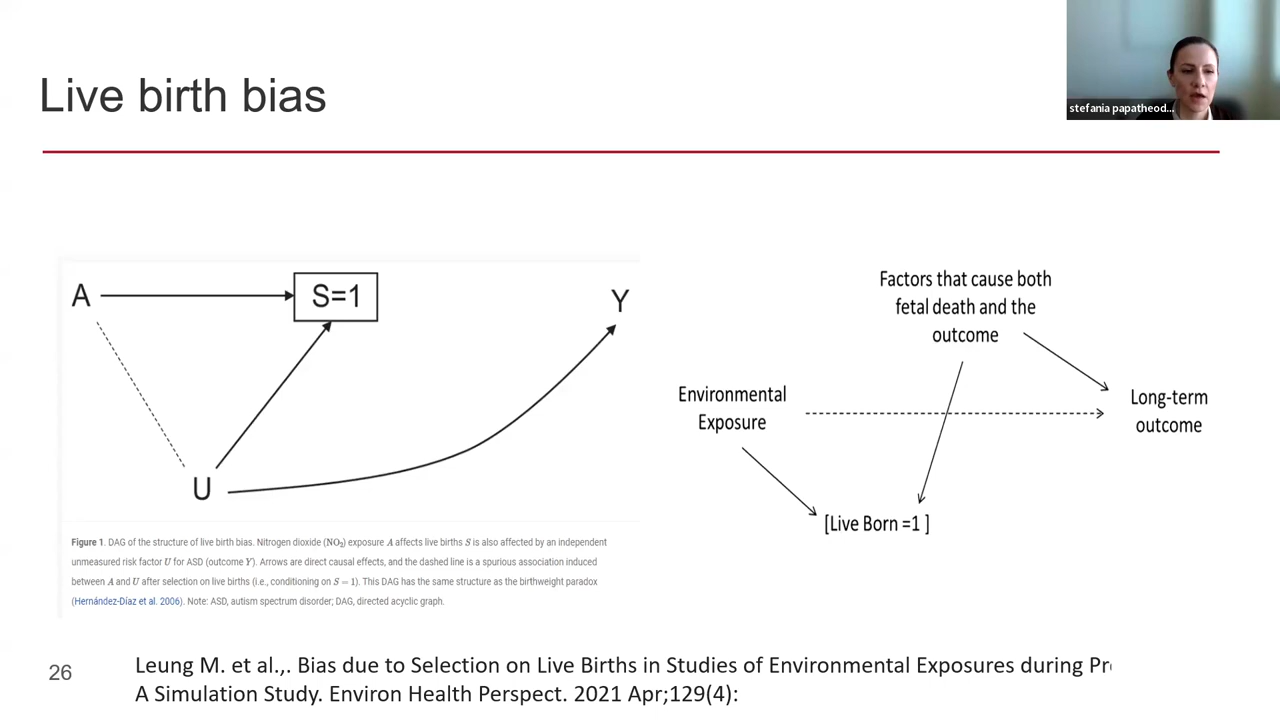 stefania papatheod...
Live birth bias
A
S=1
Y
U
Figure 1. DAG of the structure of live birth bias. Nitrogen dioxide (NO₂) exposure A affects live births S is also affected by an independent
unmeasured risk factor U for ASD (outcome Y). Arrows are direct causal effects, and the dashed line is a spurious association induced
between A and U after selection on live births (i.e., conditioning on S = 1). This DAG has the same structure as the birthweight paradox
(Hernández-Díaz et al. 2006). Note: ASD, autism spectrum disorder; DAG, directed acyclic graph.
Factors that cause both
fetal death and the
outcome
Environmental
Exposure
Long-term
outcome
[Live Born =1 ]
26
Leung M. et al.,. Bias due to Selection on Live Births in Studies of Environmental Exposures during
A Simulation Study. Environ Health Perspect. 2021 Apr;129(4):